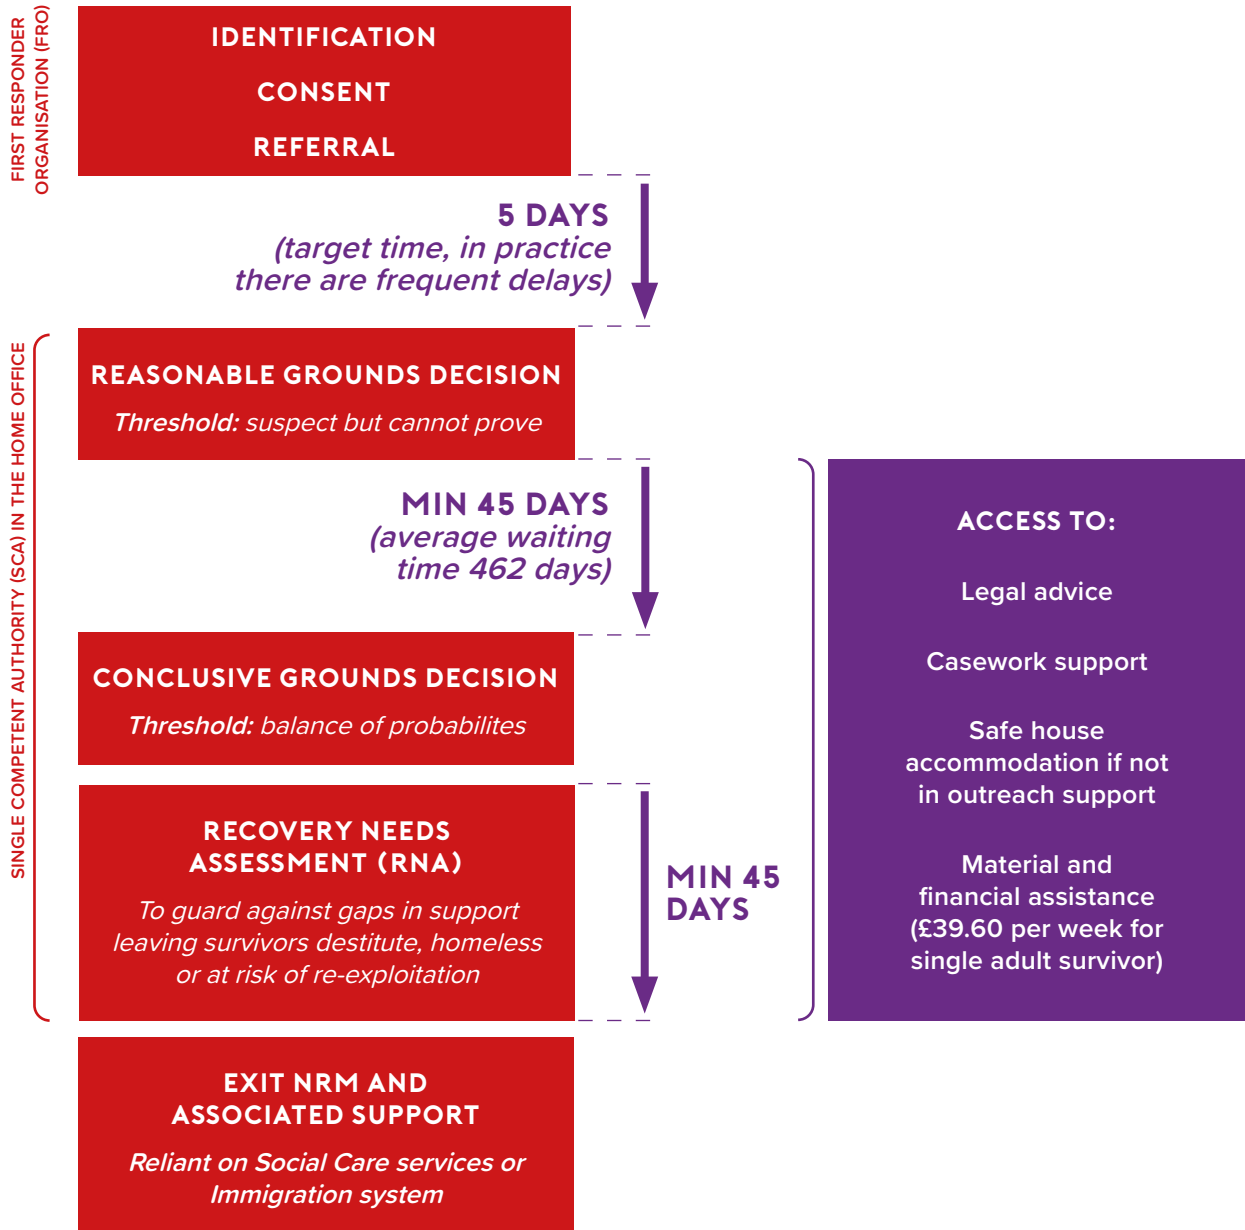 FIRST RESPONDER
ORGANISATION (FRO)
IDENTIFICATION
CONSENT
REFERRAL
5 DAYS
(target time, in practice
there are frequent delays)
SINGLE COMPETENT AUTHORITY (SCA) IN THE HOME OFFICE
REASONABLE GROUNDS DECISION
Threshold: suspect but cannot prove
MIN 45 DAYS
(average waiting
time 462 days)
CONCLUSIVE GROUNDS DECISION
Threshold: balance of probabilites
RECOVERY NEEDS
ASSESSMENT (RNA)
To guard against gaps in support
leaving survivors destitute, homeless
or at risk of re-exploitation
MIN 45
DAYS
ACCESS TO:
Legal advice
Casework support
Safe house
accommodation if not
in outreach support
Material and
financial assistance
(£39.60 per week for
single adult survivor)
EXIT NRM AND
ASSOCIATED SUPPORT
Reliant on Social Care services or
Immigration system